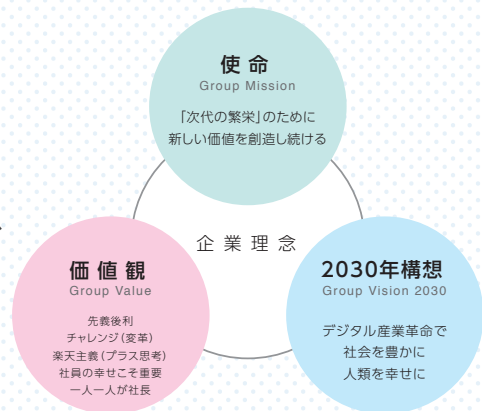 使命
Group Mission
「次代の繁栄」のために
新しい価値を創造し続ける
企業理念
価値観
Group Value
先義後利
チャレンジ(変革)
楽天主義(プラス思考)
社員の幸せこそ重要
一人一人が社長
2030年構想
Group Vision 2030
デジタル産業革命で
社会を豊かに
人類を幸せに